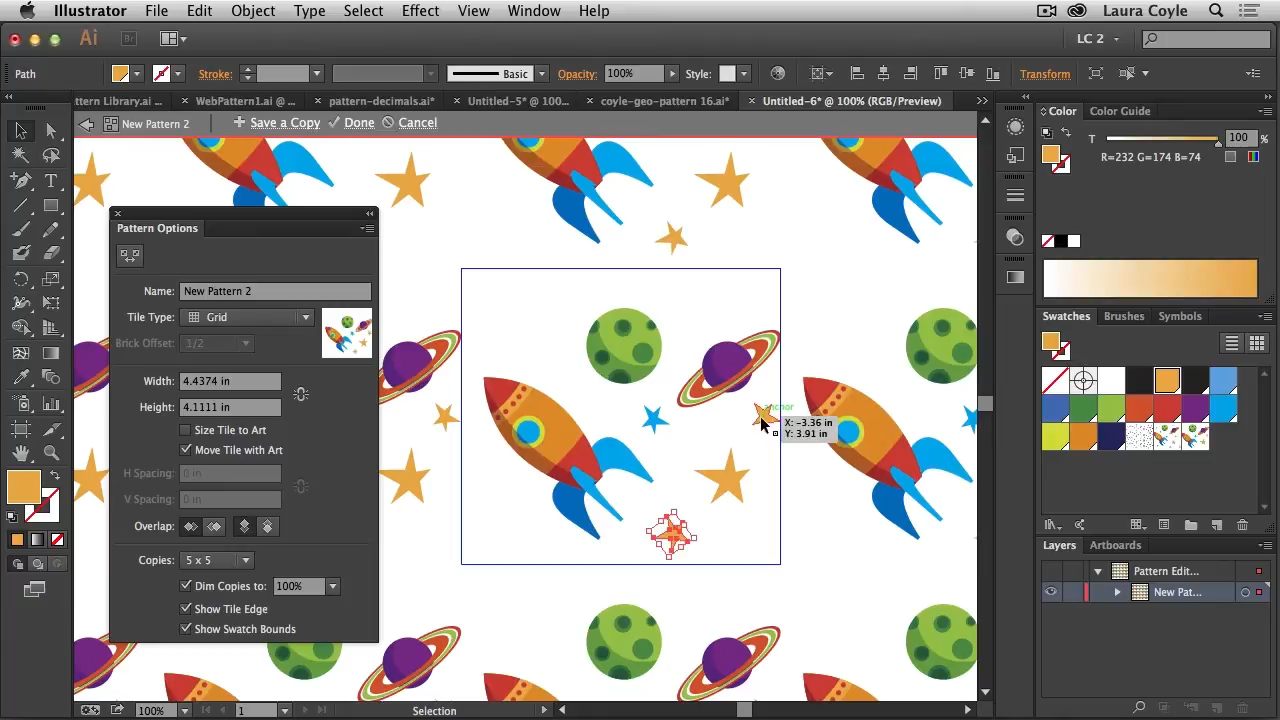 Illustrator File Edit Object Type Select Effect View Window Help Laura Coyle
Ai Br LC 2
Path Stroke: Basic Opacity: 100% Style: Transform
ttern Library.ai ... × WebPattern1.ai @ ... × pattern-decimals.ai* × Untitled-5* @ 100... × coyle-geo-pattern 16.ai* × Untitled-6* @ 100% (RGB/Preview)
New Pattern 2 Save a Copy Done Cancel
Color Color Guide
T 100 %
R=232 G=174 B=74
Pattern Options
Name: New Pattern 2
Tile Type: Grid
Brick Offset: 1/2
Width: 4.4374 in
Height: 4.1111 in
Size Tile to Art
Move Tile with Art
H Spacing: 0 in
V Spacing: 0 in
Overlap:
Copies: 5 x 5
Dim Copies to: 100%
Show Tile Edge
Show Swatch Bounds
anchor
X: -3.36 in
Y: 3.91 in
Swatches Brushes Symbols
Layers Artboards
Pattern Edit...
New Pat...
100% 1 Selection